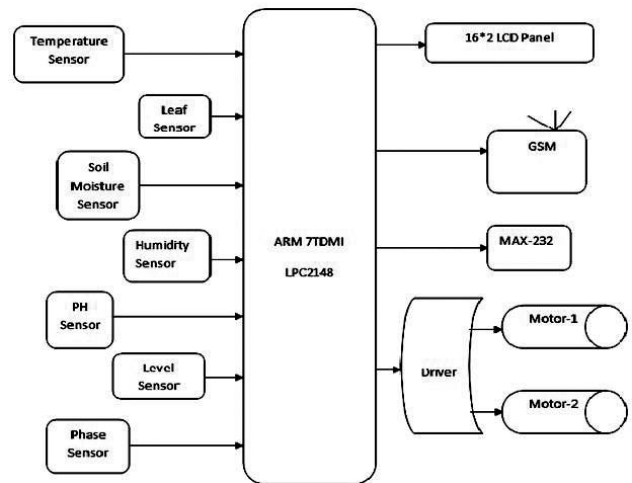 Temperature
Sensor
Leaf
Sensor
Soil
Moisture
Sensor
Humidity
Sensor
PH
Sensor
Level
Sensor
Phase
Sensor
ARM 7TDMI
LPC2148
16*2 LCD Panel
GSM
MAX-232
Driver
Motor-1
Motor-2